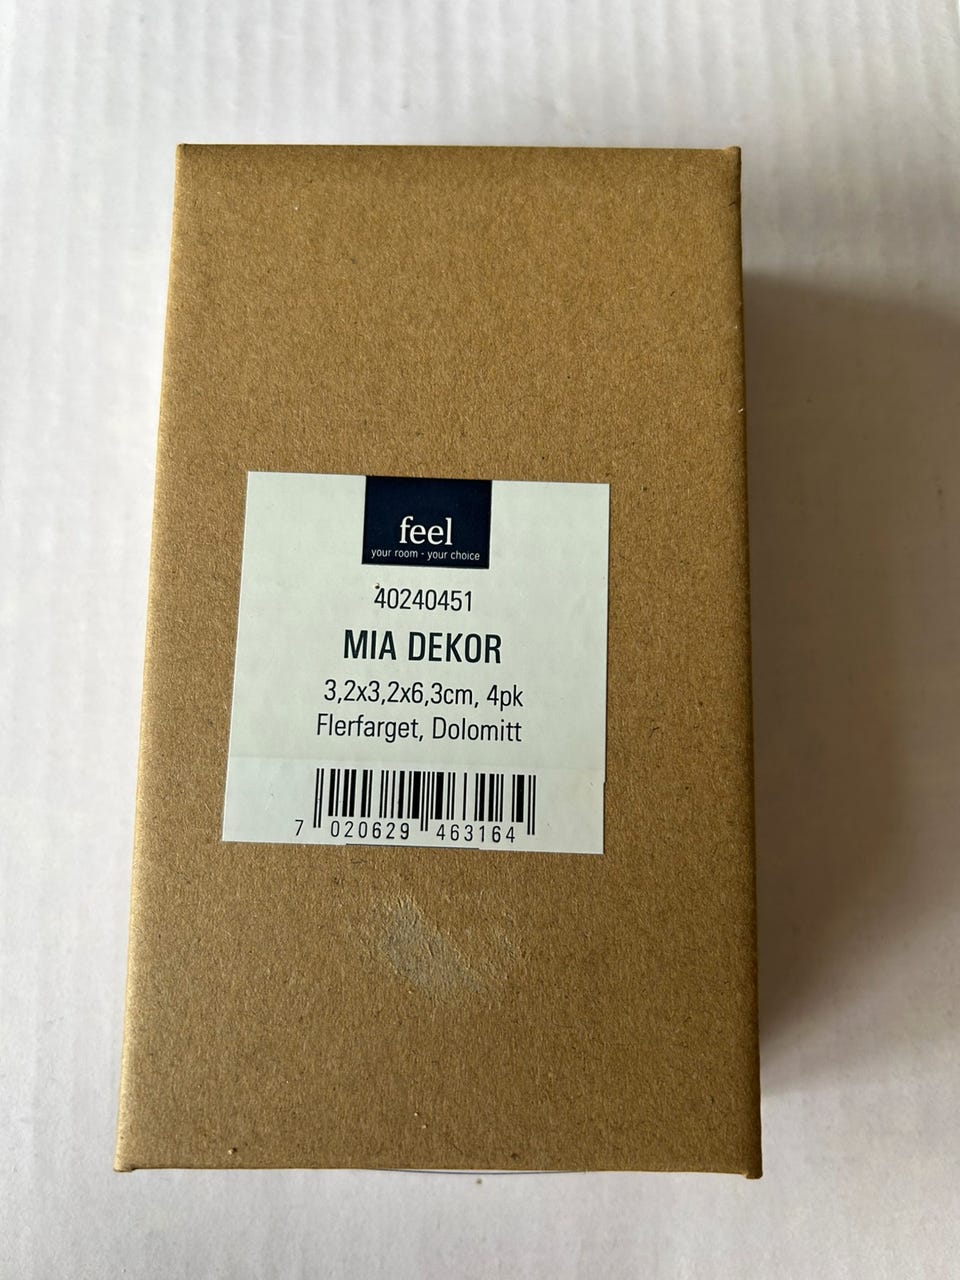 feel
your room - your choice
40240451
MIA DEKOR
3,2x3,2x6,3cm, 4pk
Flerfarget, Dolomitt
7 020629 463164